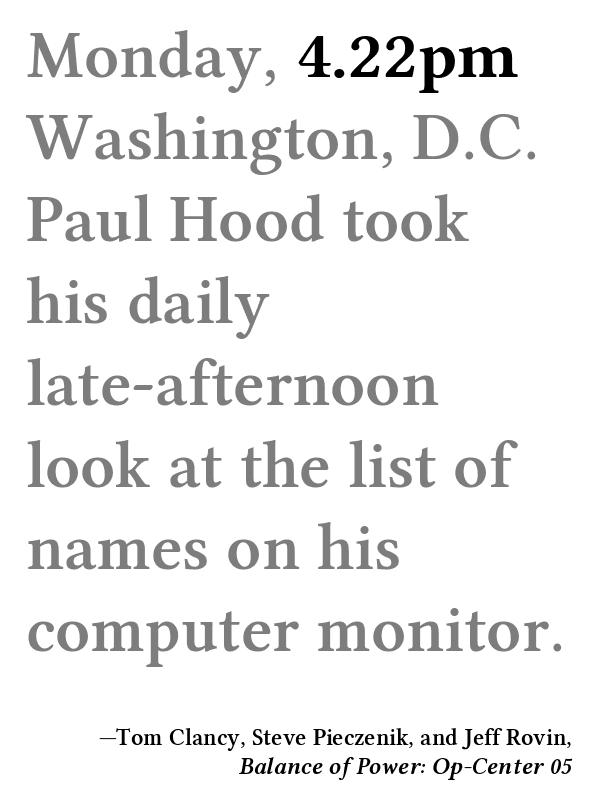 Monday, 4.22pm
Washington, D.C.
Paul Hood took
his daily
late-afternoon
look at the list of
names on his
computer monitor.
—Tom Clancy, Steve Pieczenik, and Jeff Rovin,
Balance of Power: Op-Center 05